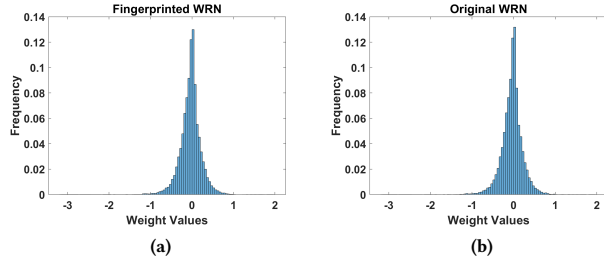 Fingerprinted WRN
0.14
0.12
0.1
0.08
0.06
0.04
0.02
0
Frequency
-3 -2 -1 0 1 2
Weight Values
(a)
Original WRN
0.14
0.12
0.1
0.08
0.06
0.04
0.02
0
Frequency
-3 -2 -1 0 1 2
Weight Values
(b)